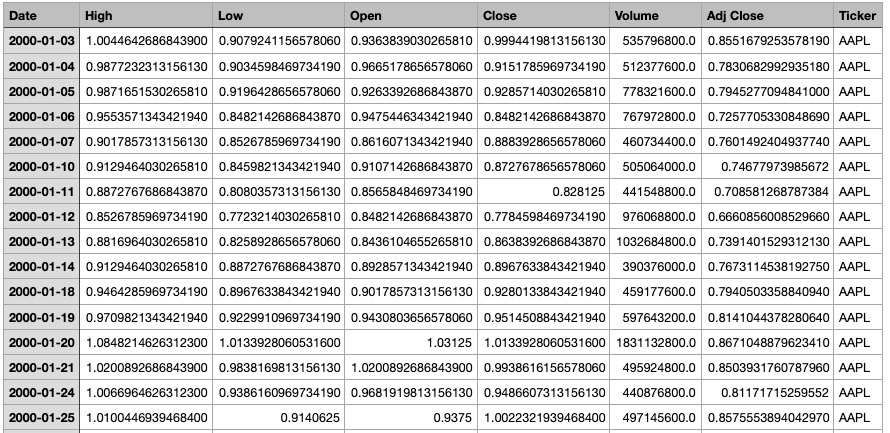 Date High Low Open Close Volume Adj Close Ticker
2000-01-03 1.0044642686843900 0.9079241156578060 0.9363839030265810 0.9994419813156130 535796800.0 0.8551679253578190 AAPL
2000-01-04 0.9877232313156130 0.9034598469734190 0.9665178656578060 0.9151785969734190 512377600.0 0.7830682992935180 AAPL
2000-01-05 0.9871651530265810 0.9196428656578060 0.9263392686843870 0.9285714030265810 778321600.0 0.7945277094841000 AAPL
2000-01-06 0.9553571343421940 0.8482142686843870 0.9475446343421940 0.8482142686843870 767972800.0 0.7257705330848690 AAPL
2000-01-07 0.9017857313156130 0.8526785969734190 0.8616071343421940 0.8883928656578060 460734400.0 0.7601492404937740 AAPL
2000-01-10 0.9129464030265810 0.8459821343421940 0.9107142686843870 0.8727678656578060 505064000.0 0.74677973985672 AAPL
2000-01-11 0.8872767686843870 0.8080357313156130 0.8565848469734190 0.828125 441548800.0 0.708581268787384 AAPL
2000-01-12 0.8526785969734190 0.7723214030265810 0.8482142686843870 0.7784598469734190 976068800.0 0.6660856008529660 AAPL
2000-01-13 0.8816964030265810 0.8258928656578060 0.8436104655265810 0.8638392686843870 1032684800.0 0.7391401529312130 AAPL
2000-01-14 0.9129464030265810 0.8872767686843870 0.8928571343421940 0.8967633843421940 390376000.0 0.7673114538192750 AAPL
2000-01-18 0.9464285969734190 0.8967633843421940 0.9017857313156130 0.9280133843421940 459177600.0 0.7940503358840940 AAPL
2000-01-19 0.9709821343421940 0.9229910969734190 0.9430803656578060 0.9514508843421940 597643200.0 0.8141044378280640 AAPL
2000-01-20 1.0848214626312300 1.0133928060531600 1.03125 1.0133928060531600 1831132800.0 0.8671048879623410 AAPL
2000-01-21 1.0200892686843900 0.9838169813156130 1.0200892686843900 0.9938616156578060 495924800.0 0.8503931760787960 AAPL
2000-01-24 1.0066964626312300 0.9386160969734190 0.9681919813156130 0.9486607313156130 440876800.0 0.81171715259552 AAPL
2000-01-25 1.0100446939468400 0.9140625 0.9375 1.0022321939468400 497145600.0 0.8575553894042970 AAPL